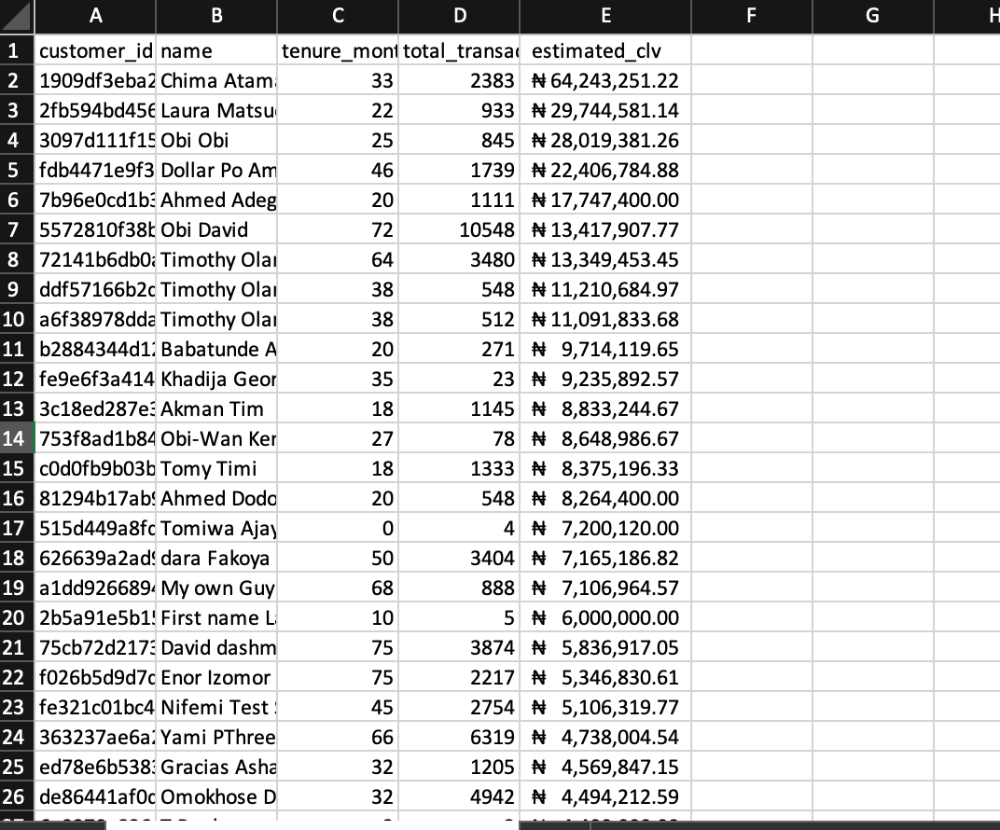 A B C D E F G H
1 customer_id name tenure_mont total_transac estimated_clv
2 1909df3eba2 Chima Atam 33 2383 ₦ 64,243,251.22
3 2fb594bd456 Laura Matsu 22 933 ₦ 29,744,581.14
4 3097d111f15 Obi Obi 25 845 ₦ 28,019,381.26
5 fdb4471e9f3 Dollar Po Am 46 1739 ₦ 22,406,784.88
6 7b96e0cd1b3 Ahmed Adeg 20 1111 ₦ 17,747,400.00
7 5572810f38b Obi David 72 10548 ₦ 13,417,907.77
8 72141b6db0 Timothy Olar 64 3480 ₦ 13,349,453.45
9 ddf57166b2c Timothy Olar 38 548 ₦ 11,210,684.97
10 a6f38978dda Timothy Olar 38 512 ₦ 11,091,833.68
11 b2884344d1 Babatunde A 20 271 ₦ 9,714,119.65
12 fe9e6f3a414 Khadija Geor 35 23 ₦ 9,235,892.57
13 3c18ed287e3 Akman Tim 18 1145 ₦ 8,833,244.67
14 753f8ad1b84 Obi-Wan Ken 27 78 ₦ 8,648,986.67
15 c0d0fb9b03b Tomy Timi 18 1333 ₦ 8,375,196.33
16 81294b17ab9 Ahmed Dodo 20 548 ₦ 8,264,400.00
17 515d449a8fc Tomiwa Ajay 0 4 ₦ 7,200,120.00
18 626639a2ad9 dara Fakoya 50 3404 ₦ 7,165,186.82
19 a1dd9266894 My own Guy 68 888 ₦ 7,106,964.57
20 2b5a91e5b1 First name L 10 5 ₦ 6,000,000.00
21 75cb72d2173 David dashm 75 3874 ₦ 5,836,917.05
22 f026b5d9d7c Enor Izomor 75 2217 ₦ 5,346,830.61
23 fe321c01bc4 Nifemi Test 45 2754 ₦ 5,106,319.77
24 363237ae6a Yami PThree 66 6319 ₦ 4,738,004.54
25 ed78e6b538 Gracias Asha 32 1205 ₦ 4,569,847.15
26 de86441af0c Omokhose D 32 4942 ₦ 4,494,212.59